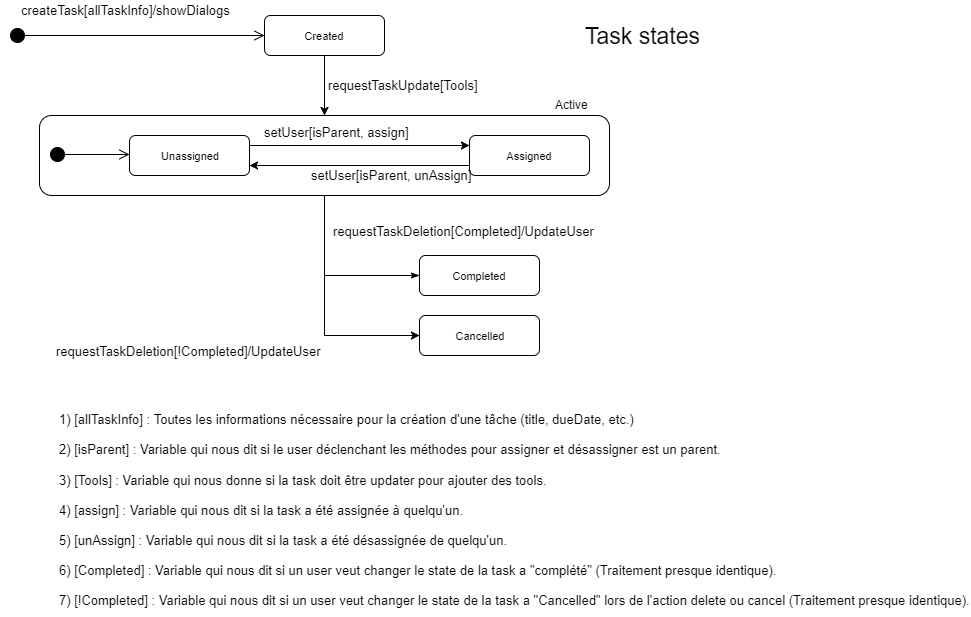 createTask[allTaskInfo]/showDialogs
Created
Task states
requestTaskUpdate[Tools]
Active
setUser[isParent, assign]
Unassigned
Assigned
setUser[isParent, unAssign]
requestTaskDeletion[Completed]/UpdateUser
Completed
Cancelled
requestTaskDeletion[!Completed]/UpdateUser
1) [allTaskInfo] : Toutes les informations nécessaire pour la création d'une tâche (title, dueDate, etc.)
2) [isParent] : Variable qui nous dit si le user déclenchant les méthodes pour assigner et désassigner est un parent.
3) [Tools] : Variable qui nous donne si la task doit être updater pour ajouter des tools.
4) [assign] : Variable qui nous dit si la task a été assignée à quelqu'un.
5) [unAssign] : Variable qui nous dit si la task a été désassignée de quelqu'un.
6) [Completed] : Variable qui nous dit si un user veut changer le state de la task a "complété" (Traitement presque identique).
7) [!Completed] : Variable qui nous dit si un user veut changer le state de la task a "Cancelled" lors de l'action delete ou cancel (Traitement presque identique).